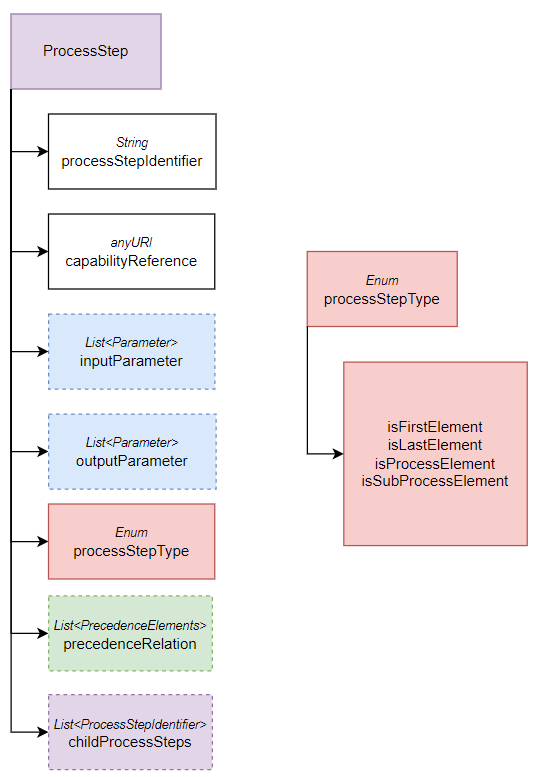 ProcessStep
String
processStepIdentifier
anyURI
capabilityReference
List<Parameter>
inputParameter
List<Parameter>
outputParameter
Enum
processStepType
List<PrecedenceElements>
precedenceRelation
List<ProcessStepIdentifier>
childProcessSteps
Enum
processStepType
isFirstElement
isLastElement
isProcessElement
isSubProcessElement